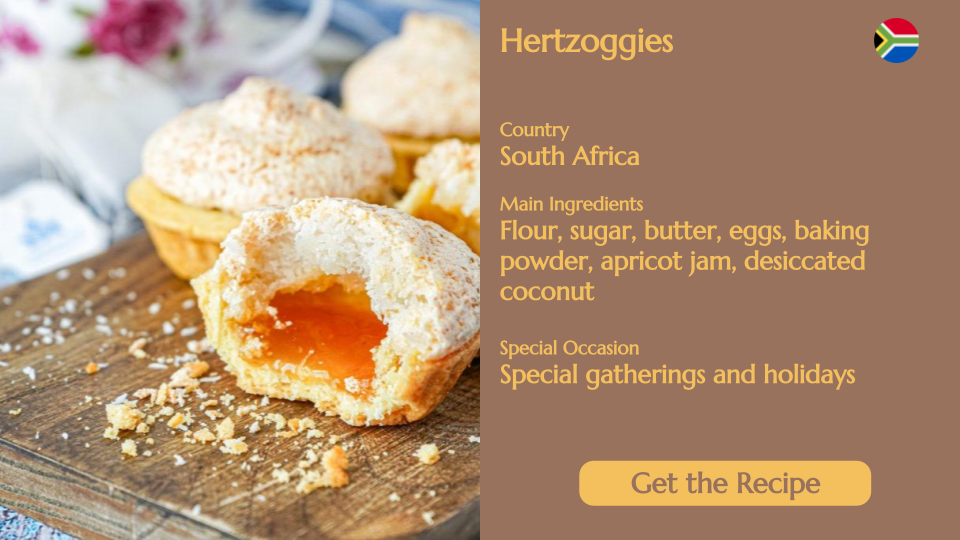 Hertzoggies
Country
South Africa
Main Ingredients
Flour, sugar, butter, eggs, baking
powder, apricot jam, desiccated
coconut
Special Occasion
Special gatherings and holidays
Get the Recipe